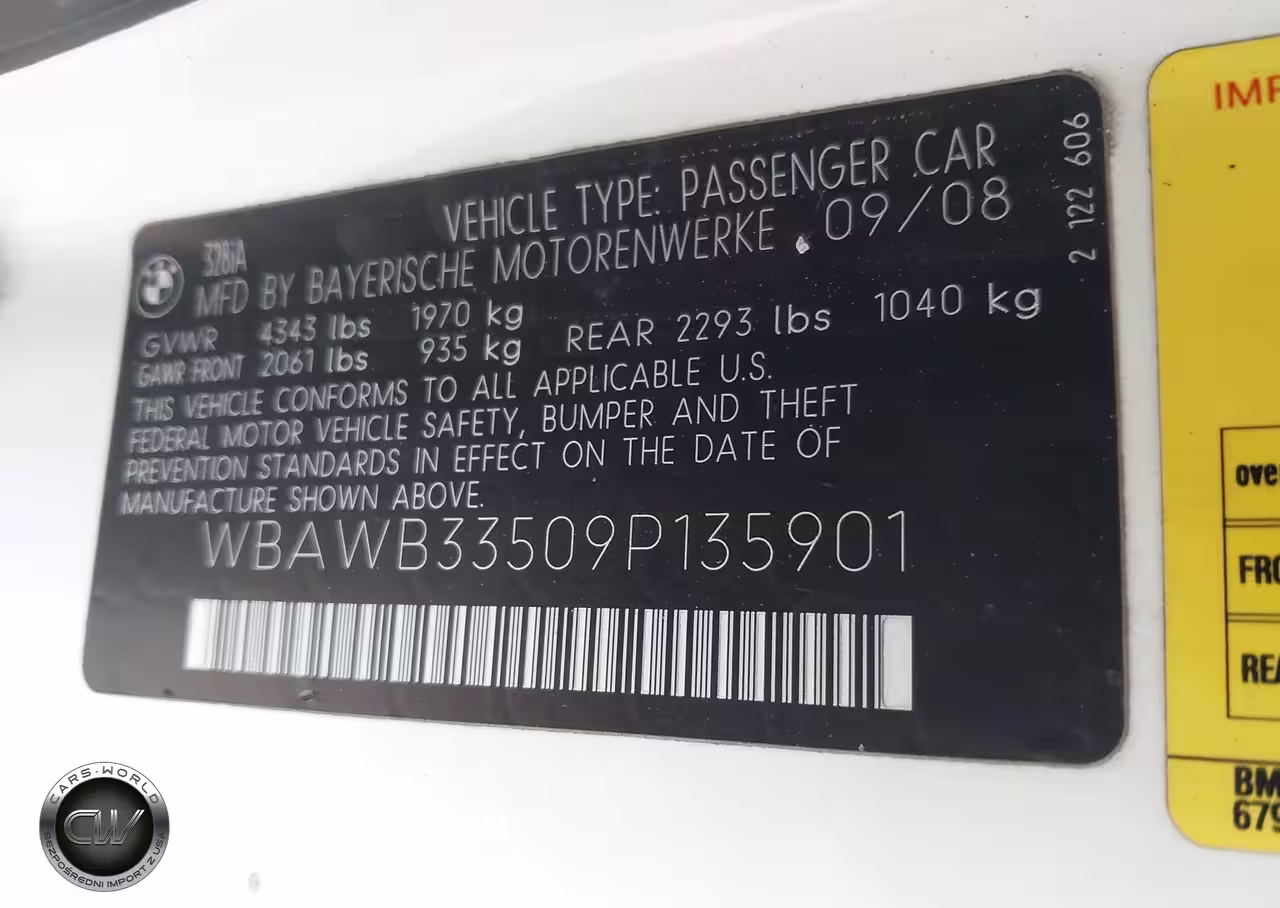 328iA
VEHICLE TYPE: PASSENGER CAR
MFD BY BAYERISCHE MOTORENWERKE 09/08
GVWR 4343 lbs 1970 kg
GAWR FRONT 2061 lbs 935 kg REAR 2293 lbs 1040 kg
THIS VEHICLE CONFORMS TO ALL APPLICABLE U.S.
FEDERAL MOTOR VEHICLE SAFETY, BUMPER AND THEFT
PREVENTION STANDARDS IN EFFECT ON THE DATE OF
MANUFACTURE SHOWN ABOVE.
WBAWB33509P135901
2 122 606
IMP
ove
FRO
REA
BM
679
CARS-WORLD
CW
BEZPOŚREDNI IMPORT Z USA